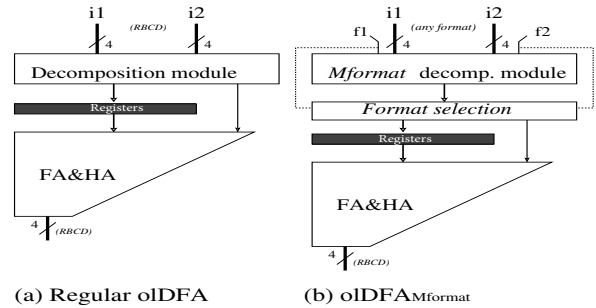 i1 (RBCD) i2
4 4
Decomposition module
Registers
FA&HA
4 (RBCD)
(a) Regular olDFA
f1 i1 (any format) i2 f2
4 4
Mformat decomp. module
Format selection
Registers
FA&HA
4 (RBCD)
(b) olDFAMformat